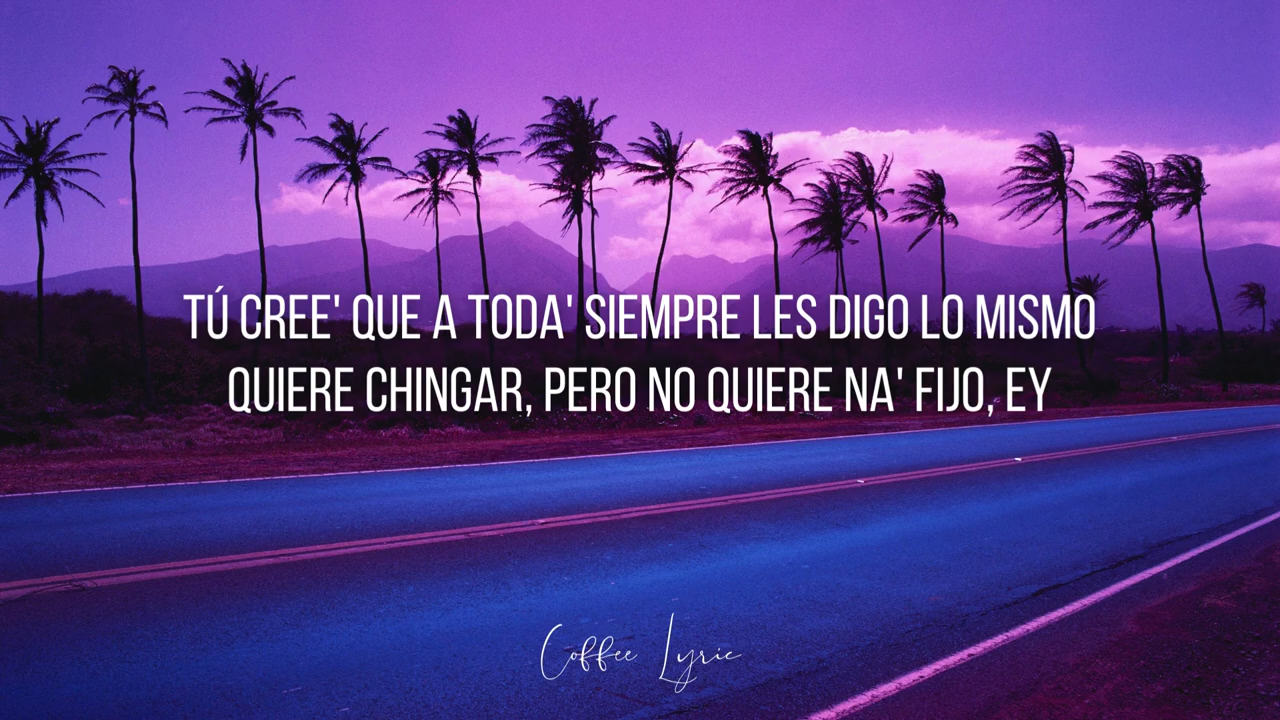 TÚ CREE' QUE A TODA' SIEMPRE LES DIGO LO MISMO
QUIERE CHINGAR, PERO NO QUIERE NA' FIJO, EY
Coffee Lyric